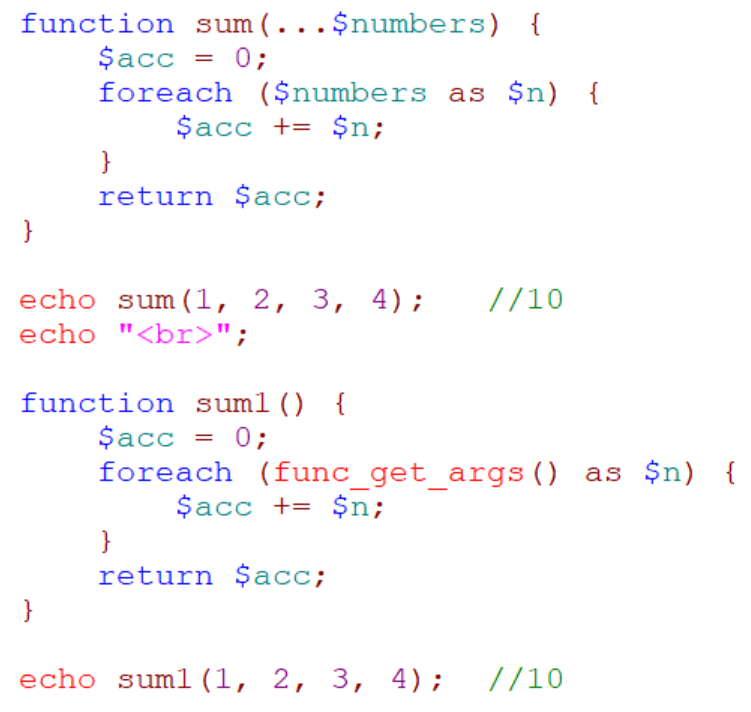 function sum(...$numbers) {
    $acc = 0;
    foreach ($numbers as $n) {
        $acc += $n;
    }
    return $acc;
}

echo sum(1, 2, 3, 4);   //10
echo "<br>";

function sum1() {
    $acc = 0;
    foreach (func_get_args() as $n) {
        $acc += $n;
    }
    return $acc;
}

echo sum1(1, 2, 3, 4);  //10